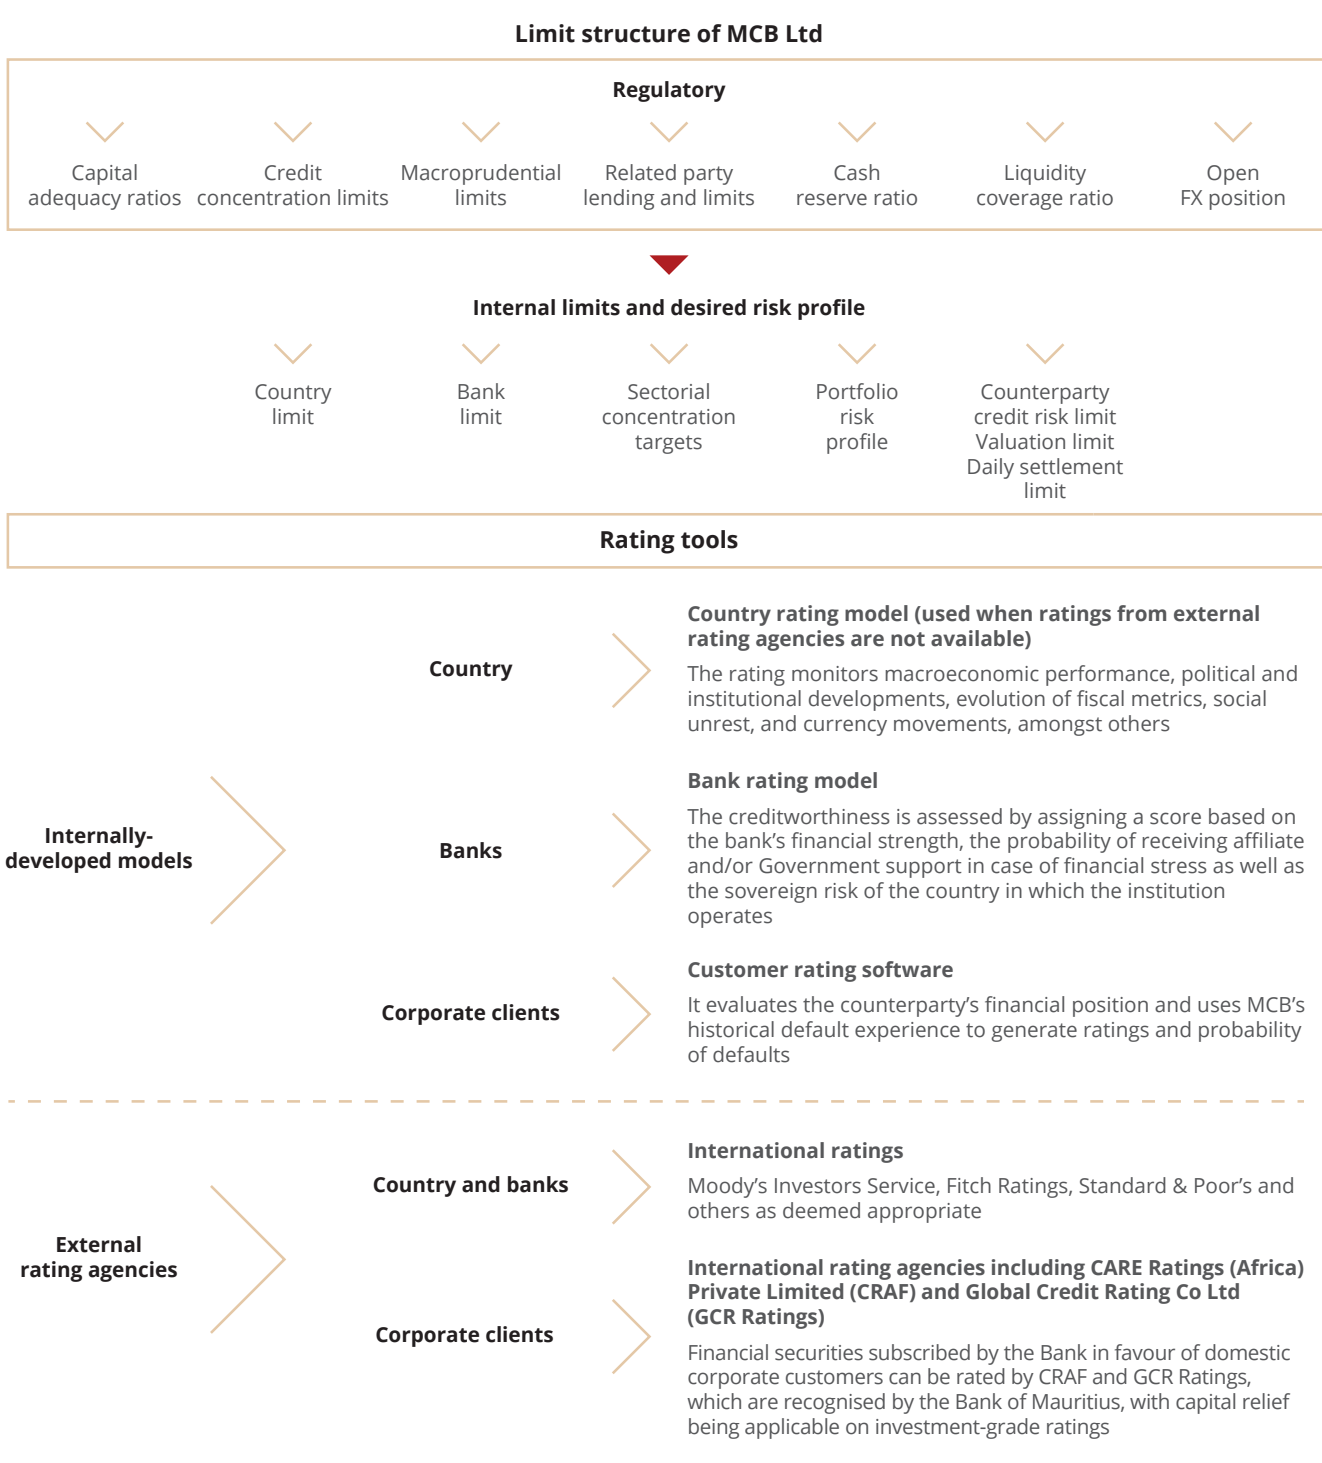 Limit structure of MCB Ltd
Regulatory
Capital
adequacy ratios
Credit
concentration limits
Macroprudential
limits
Related party
lending and limits
Cash
reserve ratio
Liquidity
coverage ratio
Open
FX position
Internal limits and desired risk profile
Country
limit
Bank
limit
Sectorial
concentration
targets
Portfolio
risk
profile
Counterparty
credit risk limit
Valuation limit
Daily settlement
limit
Rating tools
Internally-
developed models
Country
Country rating model (used when ratings from external
rating agencies are not available)
The rating monitors macroeconomic performance, political and
institutional developments, evolution of fiscal metrics, social
unrest, and currency movements, amongst others
Banks
Bank rating model
The creditworthiness is assessed by assigning a score based on
the bank's financial strength, the probability of receiving affiliate
and/or Government support in case of financial stress as well as
the sovereign risk of the country in which the institution
operates
Corporate clients
Customer rating software
It evaluates the counterparty's financial position and uses MCB's
historical default experience to generate ratings and probability
of defaults
External
rating agencies
Country and banks
International ratings
Moody's Investors Service, Fitch Ratings, Standard & Poor's and
others as deemed appropriate
Corporate clients
International rating agencies including CARE Ratings (Africa)
Private Limited (CRAF) and Global Credit Rating Co Ltd
(GCR Ratings)
Financial securities subscribed by the Bank in favour of domestic
corporate customers can be rated by CRAF and GCR Ratings,
which are recognised by the Bank of Mauritius, with capital relief
being applicable on investment-grade ratings